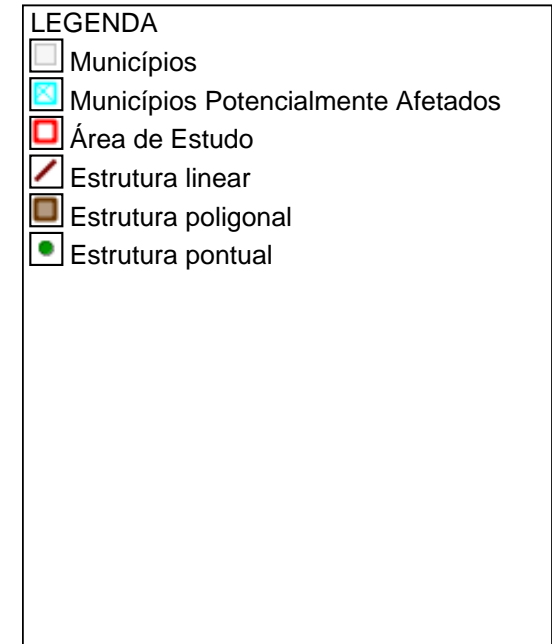 LEGENDA
Municípios
Municípios Potencialmente Afetados
Área de Estudo
Estrutura linear
Estrutura poligonal
Estrutura pontual